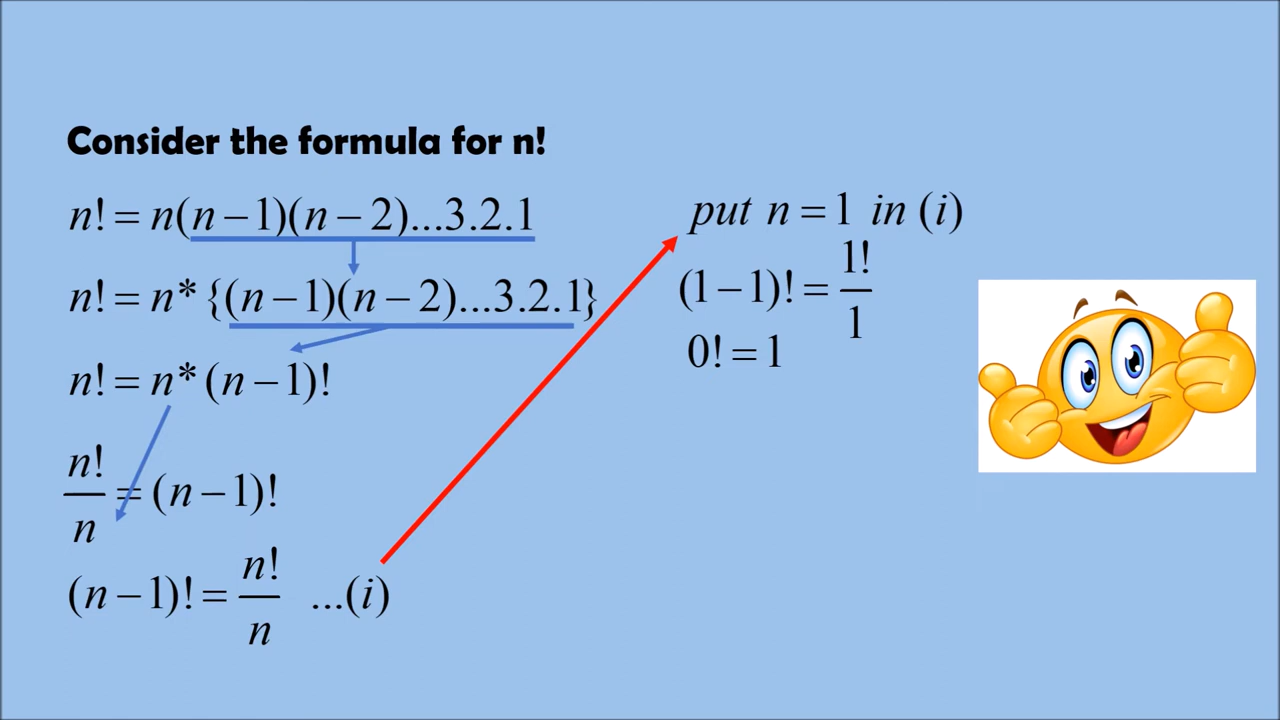 Consider the formula for n!
n! = n(n − 1)(n − 2)...3.2.1
n! = n* {(n − 1)(n − 2)...3.2.1}
n! = n* (n − 1)!
n!/n = (n − 1)!
(n − 1)! = n!/n ...(i)
put n = 1 in (i)
(1 − 1)! = 1!/1
0! = 1